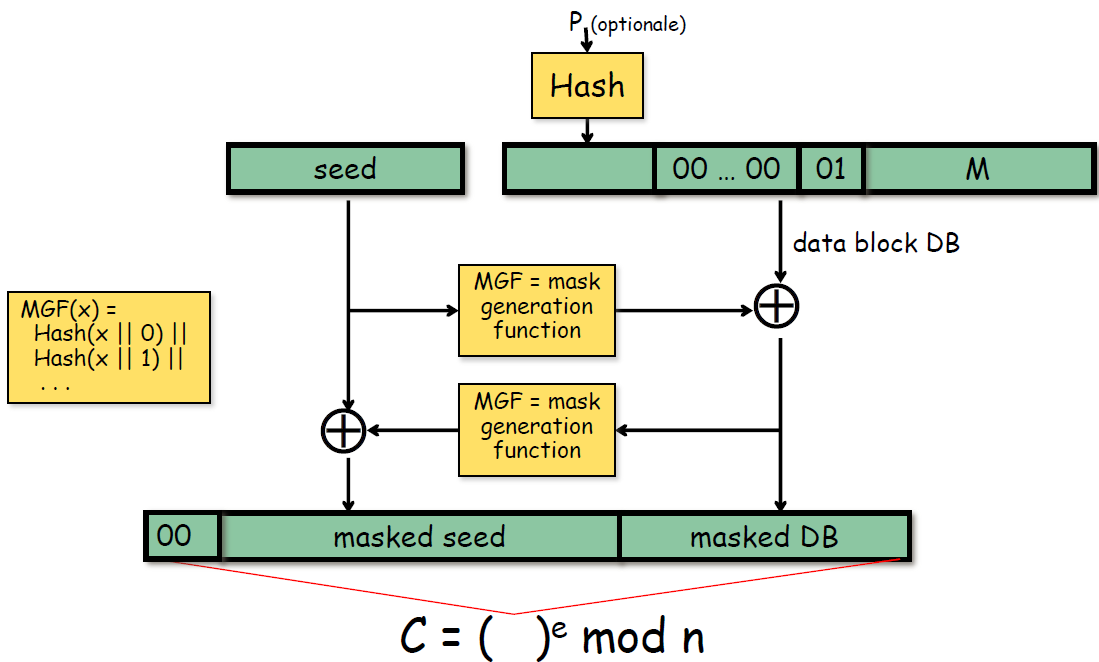 P (optionale)
Hash
seed
00 ... 00
01
M
data block DB
MGF = mask
generation
function
MGF(x) =
Hash(x || 0) ||
Hash(x || 1) ||
. . .
MGF = mask
generation
function
00
masked seed
masked DB
C = ( )ᵉ mod n